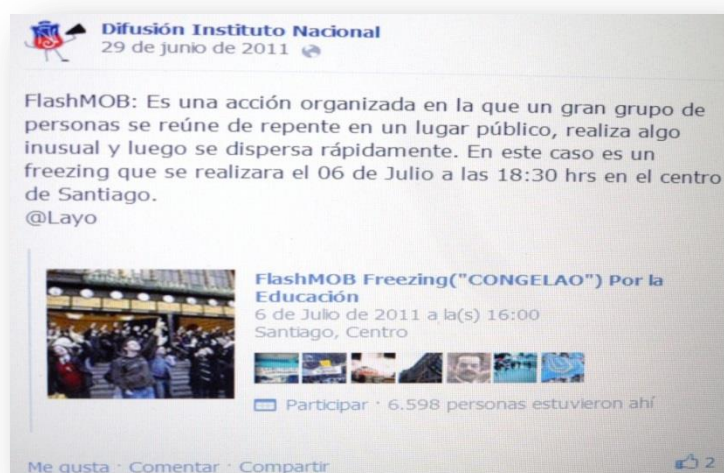 Difusión Instituto Nacional
29 de junio de 2011
FlashMOB: Es una acción organizada en la que un gran grupo de
personas se reúne de repente en un lugar público, realiza algo
inusual y luego se dispersa rápidamente. En este caso es un
freezing que se realizara el 06 de Julio a las 18:30 hrs en el centro
de Santiago.
@Layo
FlashMOB Freezing("CONGELAO") Por la
Educación
6 de Julio de 2011 a la(s) 16:00
Santiago, Centro
Participar · 6.598 personas estuvieron ahí
Me gusta · Comentar · Compartir
2